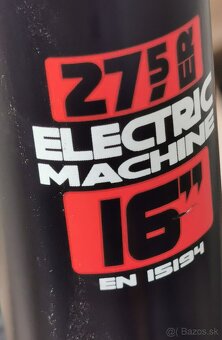 27,5 ER
ELECTRIC
MACHINE
16"
EN 15194
© Bazos.sk